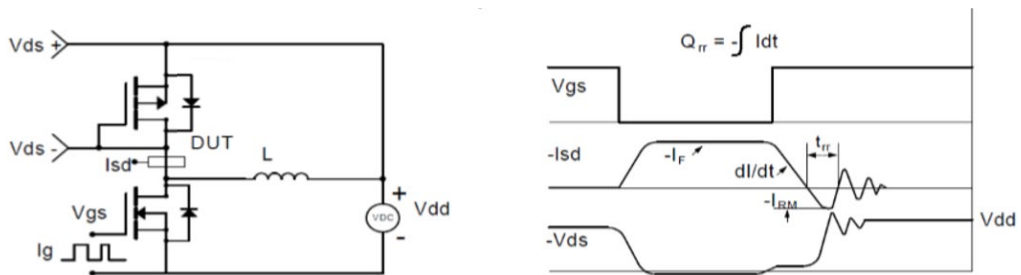 Vds +
Vds -
DUT
Isd
L
Vgs
Ig
+
VDC
-
Vdd
Qrr = -∫ Idt
Vgs
-Isd
-IF
dI/dt
trr
-IRM
-Vds
Vdd